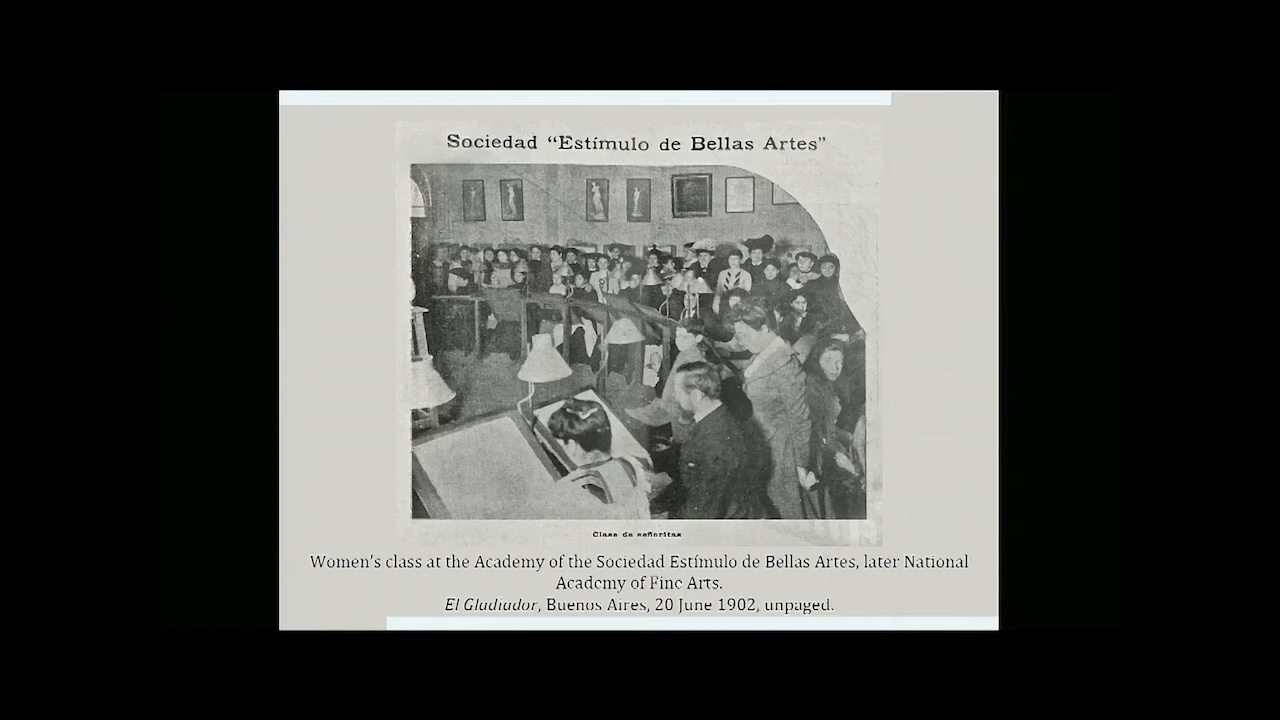 Sociedad “Estímulo de Bellas Artes”
Clase de señoritas
Women’s class at the Academy of the Sociedad Estímulo de Bellas Artes, later National
Academy of Fine Arts.
El Gladiador, Buenos Aires, 20 June 1902, unpaged.